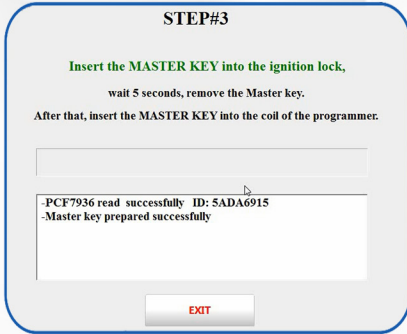 STEP#3
Insert the MASTER KEY into the ignition lock,
wait 5 seconds, remove the Master key.
After that, insert the MASTER KEY into the coil of the programmer.
-PCF7936 read  successfully   ID: 5ADA6915
-Master key prepared successfully
EXIT